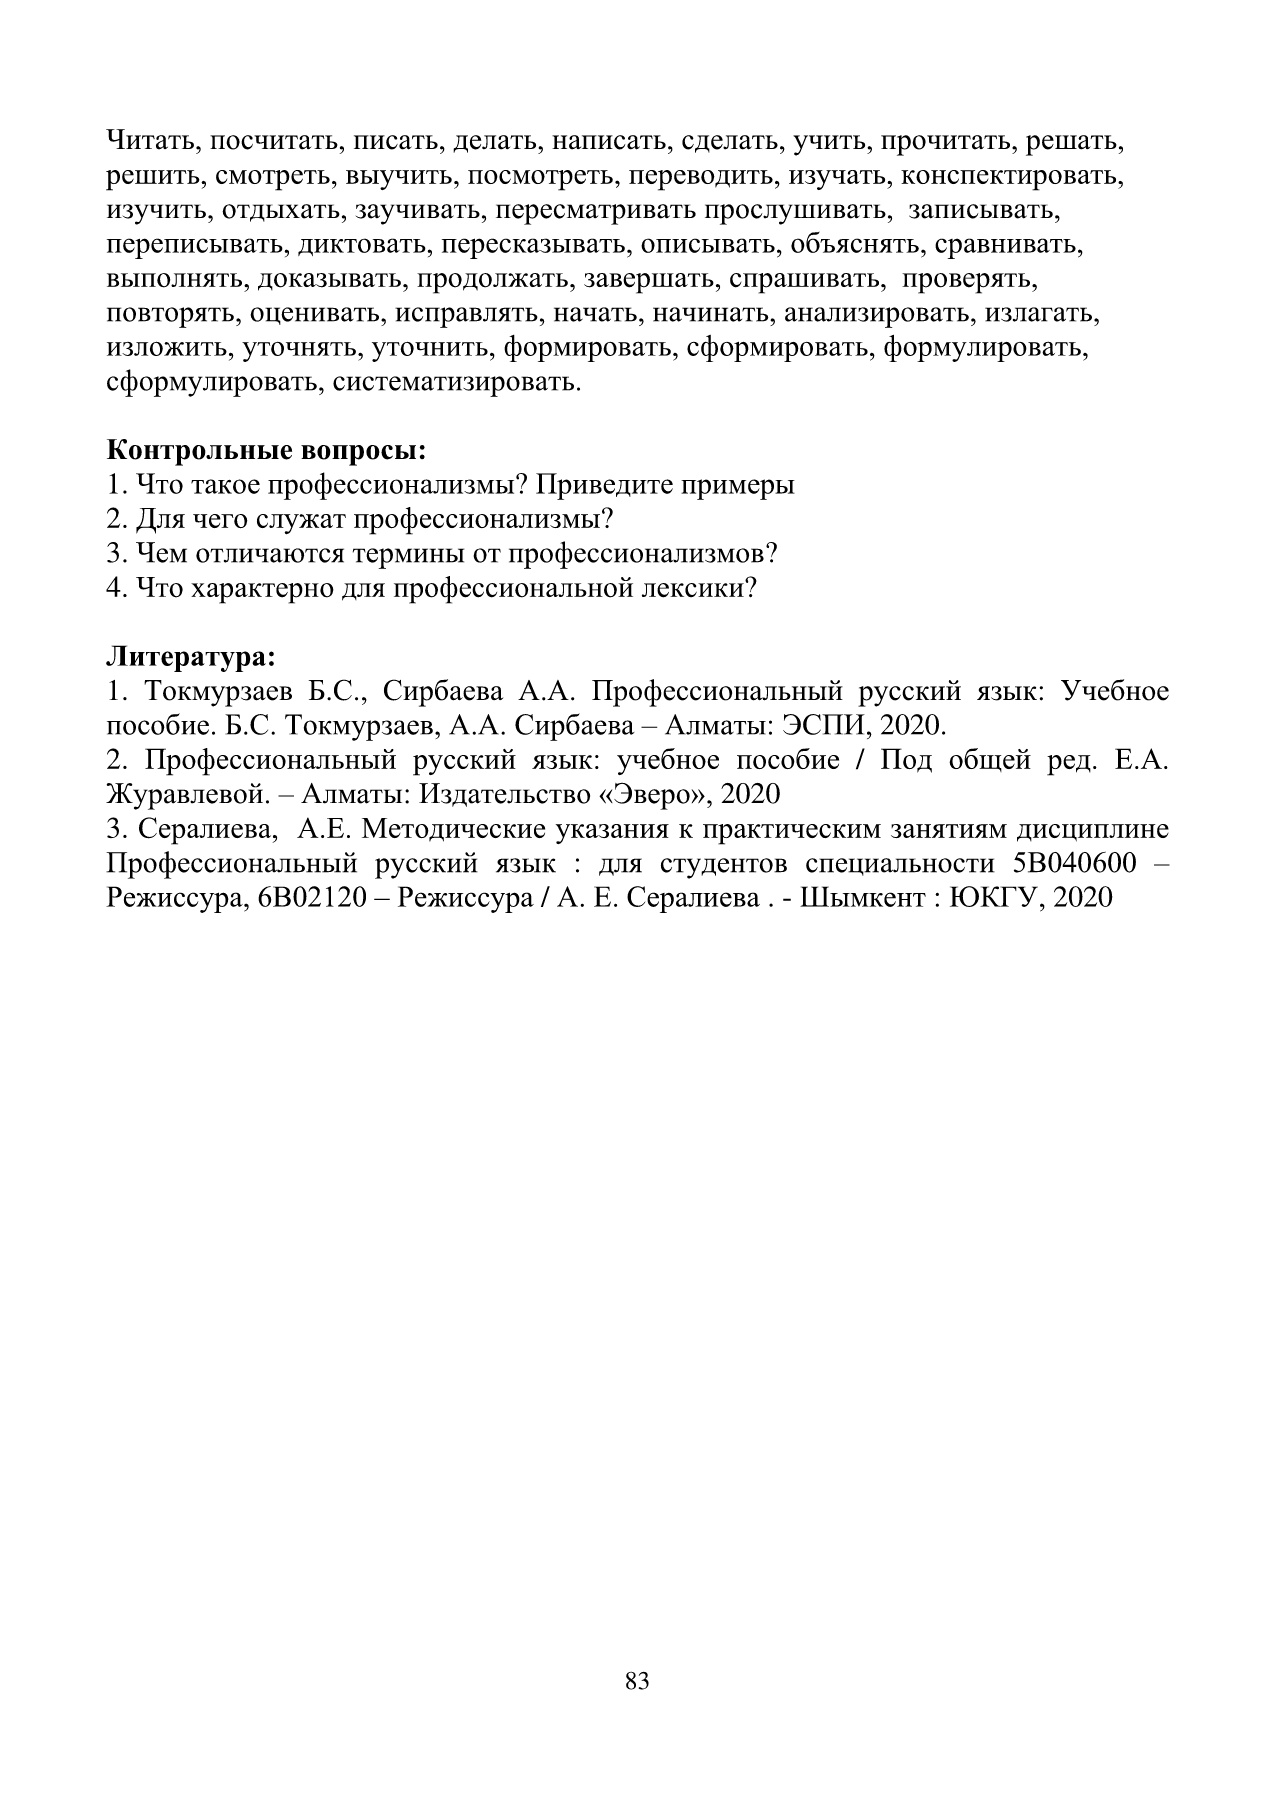 Читать, посчитать, писать, делать, написать, сделать, учить, прочитать, решать,
решить, смотреть, выучить, посмотреть, переводить, изучать, конспектировать,
изучить, отдыхать, заучивать, пересматривать прослушивать,  записывать,
переписывать, диктовать, пересказывать, описывать, объяснять, сравнивать,
выполнять, доказывать, продолжать, завершать, спрашивать,  проверять,
повторять, оценивать, исправлять, начать, начинать, анализировать, излагать,
изложить, уточнять, уточнить, формировать, сформировать, формулировать,
сформулировать, систематизировать.
Контрольные вопросы:
1. Что такое профессионализмы? Приведите примеры
2. Для чего служат профессионализмы?
3. Чем отличаются термины от профессионализмов?
4. Что характерно для профессиональной лексики?
Литература:
1. Токмурзаев Б.С., Сирбаева А.А. Профессиональный русский язык: Учебное
пособие. Б.С. Токмурзаев, А.А. Сирбаева – Алматы: ЭСПИ, 2020.
2. Профессиональный русский язык: учебное пособие / Под общей ред. Е.А.
Журавлевой. – Алматы: Издательство «Эверо», 2020
3. Сералиева,  А.Е. Методические указания к практическим занятиям дисциплине
Профессиональный русский язык : для студентов специальности 5В040600 –
Режиссура, 6В02120 – Режиссура / А. Е. Сералиева . - Шымкент : ЮКГУ, 2020
83